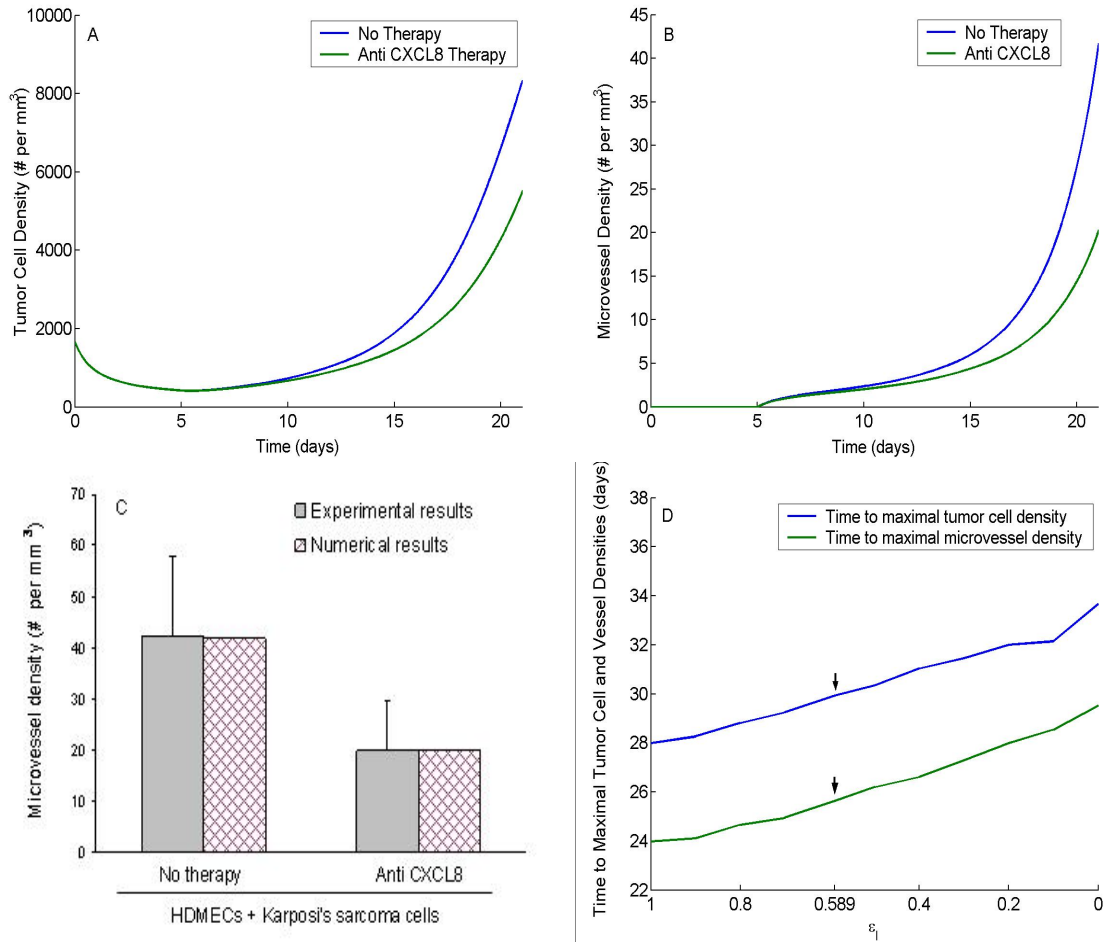 A
No Therapy
Anti CXCL8 Therapy
Tumor Cell Density (# per mm³)
10000
8000
6000
4000
2000
0
0 5 10 15 20
Time (days)
B
No Therapy
Anti CXCL8
Microvessel Density (# per mm³)
45
40
35
30
25
20
15
10
5
0
0 5 10 15 20
Time (days)
C
Experimental results
Numerical results
Microvessel density (# per mm³)
70
60
50
40
30
20
10
0
No therapy Anti CXCL8
HDMECs + Karposi's sarcoma cells
D
Time to maximal tumor cell density
Time to maximal microvessel density
Time to Maximal Tumor Cell and Vessel Densities (days)
38
36
34
32
30
28
26
24
22
1 0.8 0.589 0.4 0.2 0
εl